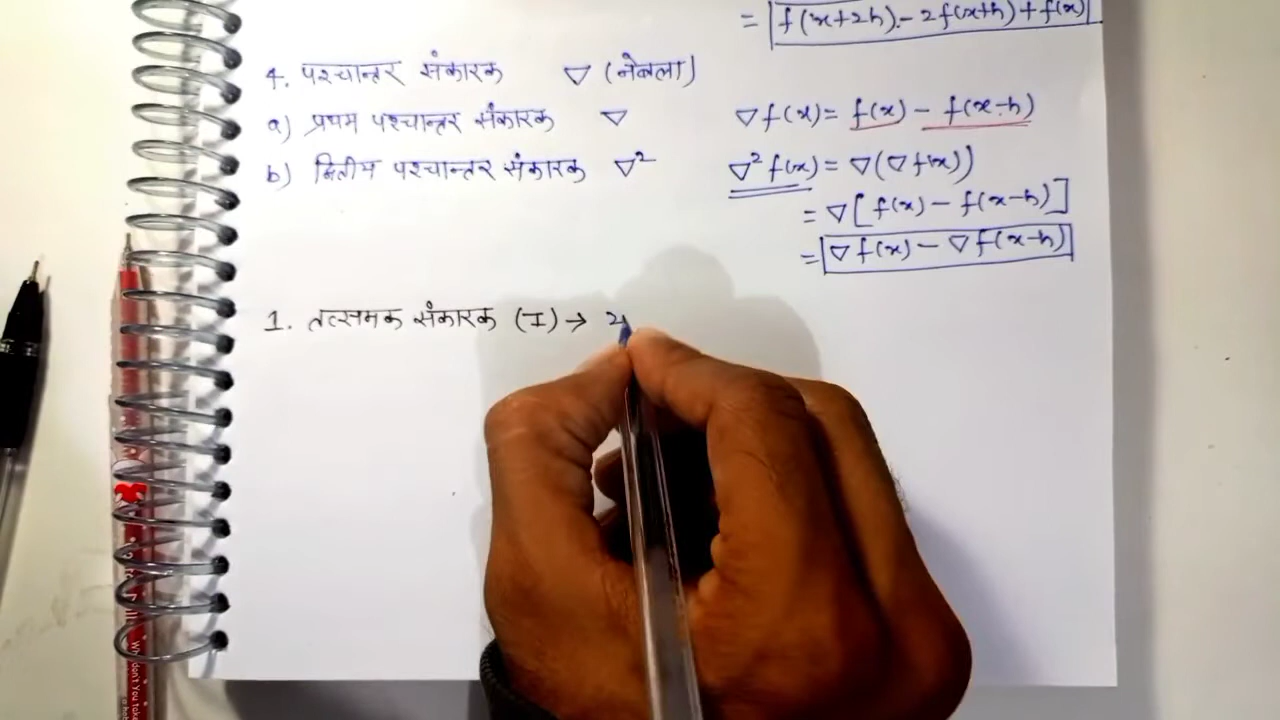 = f(x+2h) - 2f(x+h) + f(x)
4. पश्चान्तर संकारक ∇ (नेबला)
a) प्रथम पश्चान्तर संकारक ∇ ∇f(x) = f(x) - f(x-h)
b) द्वितीय पश्चान्तर संकारक ∇² ∇² f(x) = ∇(∇ f(x))
= ∇[f(x) - f(x-h)]
= ∇f(x) - ∇f(x-h)
1. तत्समक संकारक (I) →